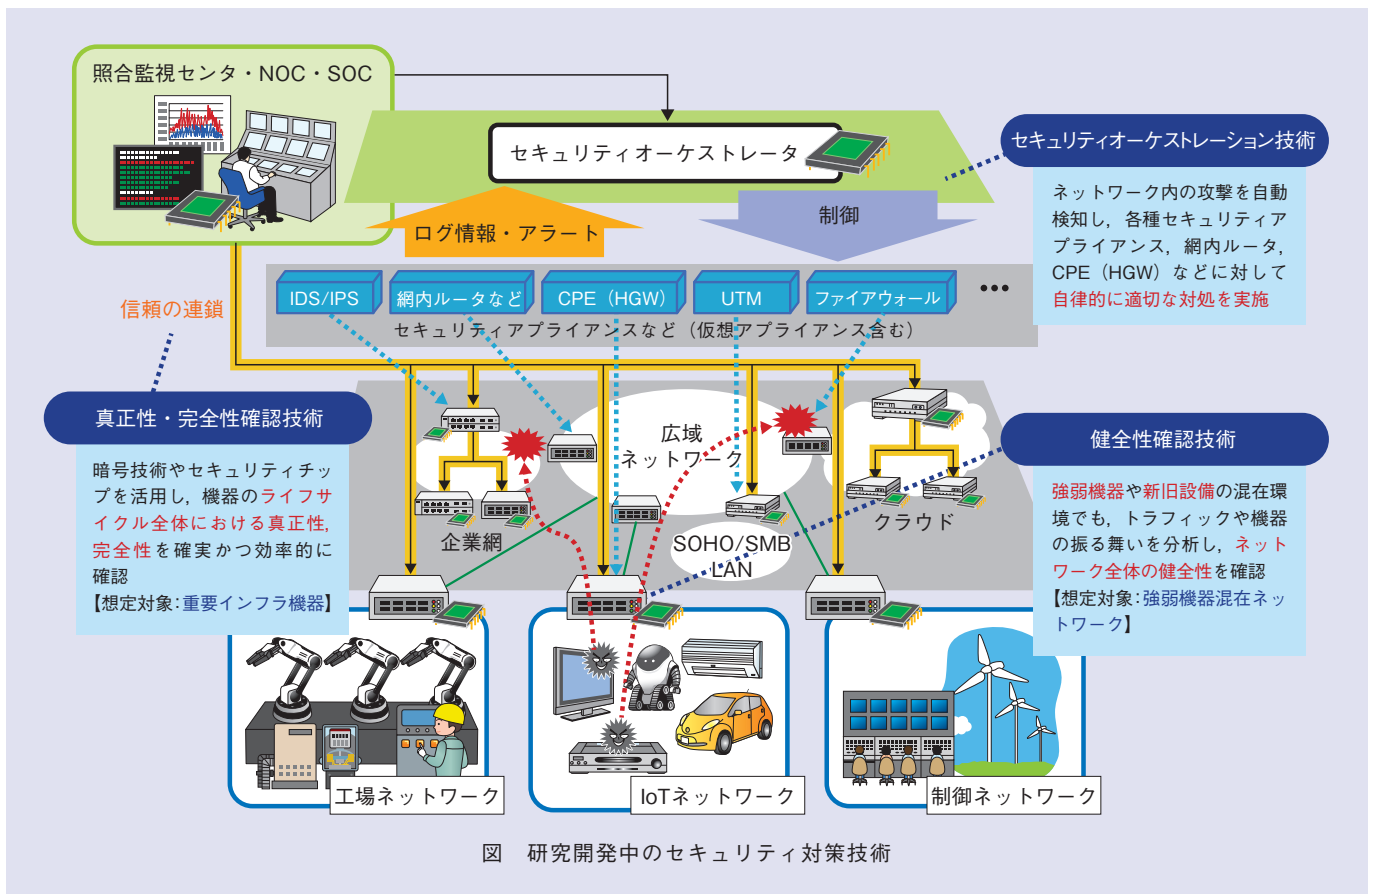 照合監視センタ・NOC・SOC
セキュリティオーケストレータ
ログ情報・アラート
制御
セキュリティオーケストレーション技術
ネットワーク内の攻撃を自動
検知し，各種セキュリティア
プライアンス，網内ルータ，
CPE（HGW）などに対して
自律的に適切な対処を実施
IDS/IPS
網内ルータなど
CPE（HGW）
UTM
ファイアウォール
•••
セキュリティアプライアンスなど（仮想アプライアンス含む）
信頼の連鎖
真正性・完全性確認技術
暗号技術やセキュリティチッ
プを活用し，機器のライフサ
イクル全体における真正性，
完全性を確実かつ効率的に
確認
【想定対象：重要インフラ機器】
企業網
広域
ネットワーク
SOHO/SMB
LAN
クラウド
健全性確認技術
強弱機器や新旧設備の混在環
境でも，トラフィックや機器
の振る舞いを分析し，ネット
ワーク全体の健全性を確認
【想定対象：強弱機器混在ネッ
トワーク】
工場ネットワーク
IoTネットワーク
制御ネットワーク
図　研究開発中のセキュリティ対策技術